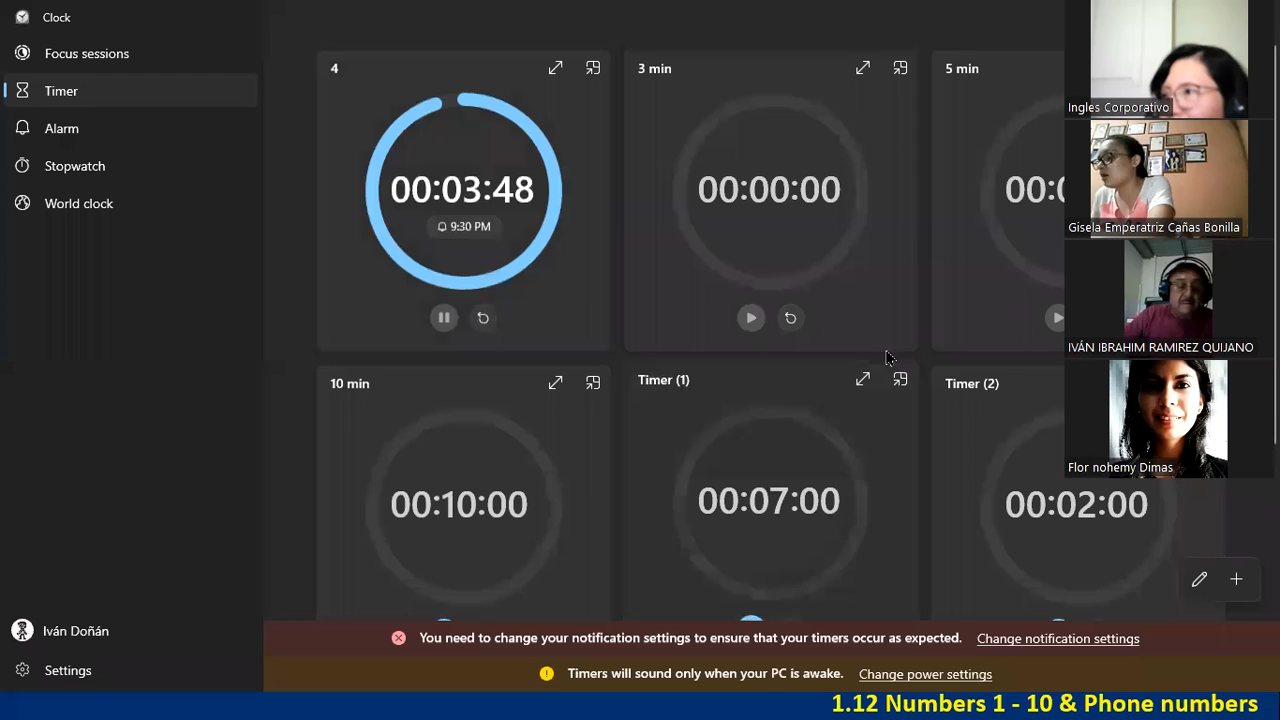 Clock
Focus sessions
Timer
Alarm
Stopwatch
World clock
Iván Doñán
Settings
4
00:03:48
9:30 PM
3 min
00:00:00
5 min
00:0
10 min
00:10:00
Timer (1)
00:07:00
Timer (2)
00:02:00
Ingles Corporativo
Gisela Emperatriz Cañas Bonilla
IVÁN IBRAHIM RAMIREZ QUIJANO
Flor nohemy Dimas
You need to change your notification settings to ensure that your timers occur as expected. Change notification settings
Timers will sound only when your PC is awake. Change power settings
1.12 Numbers 1 - 10 & Phone numbers